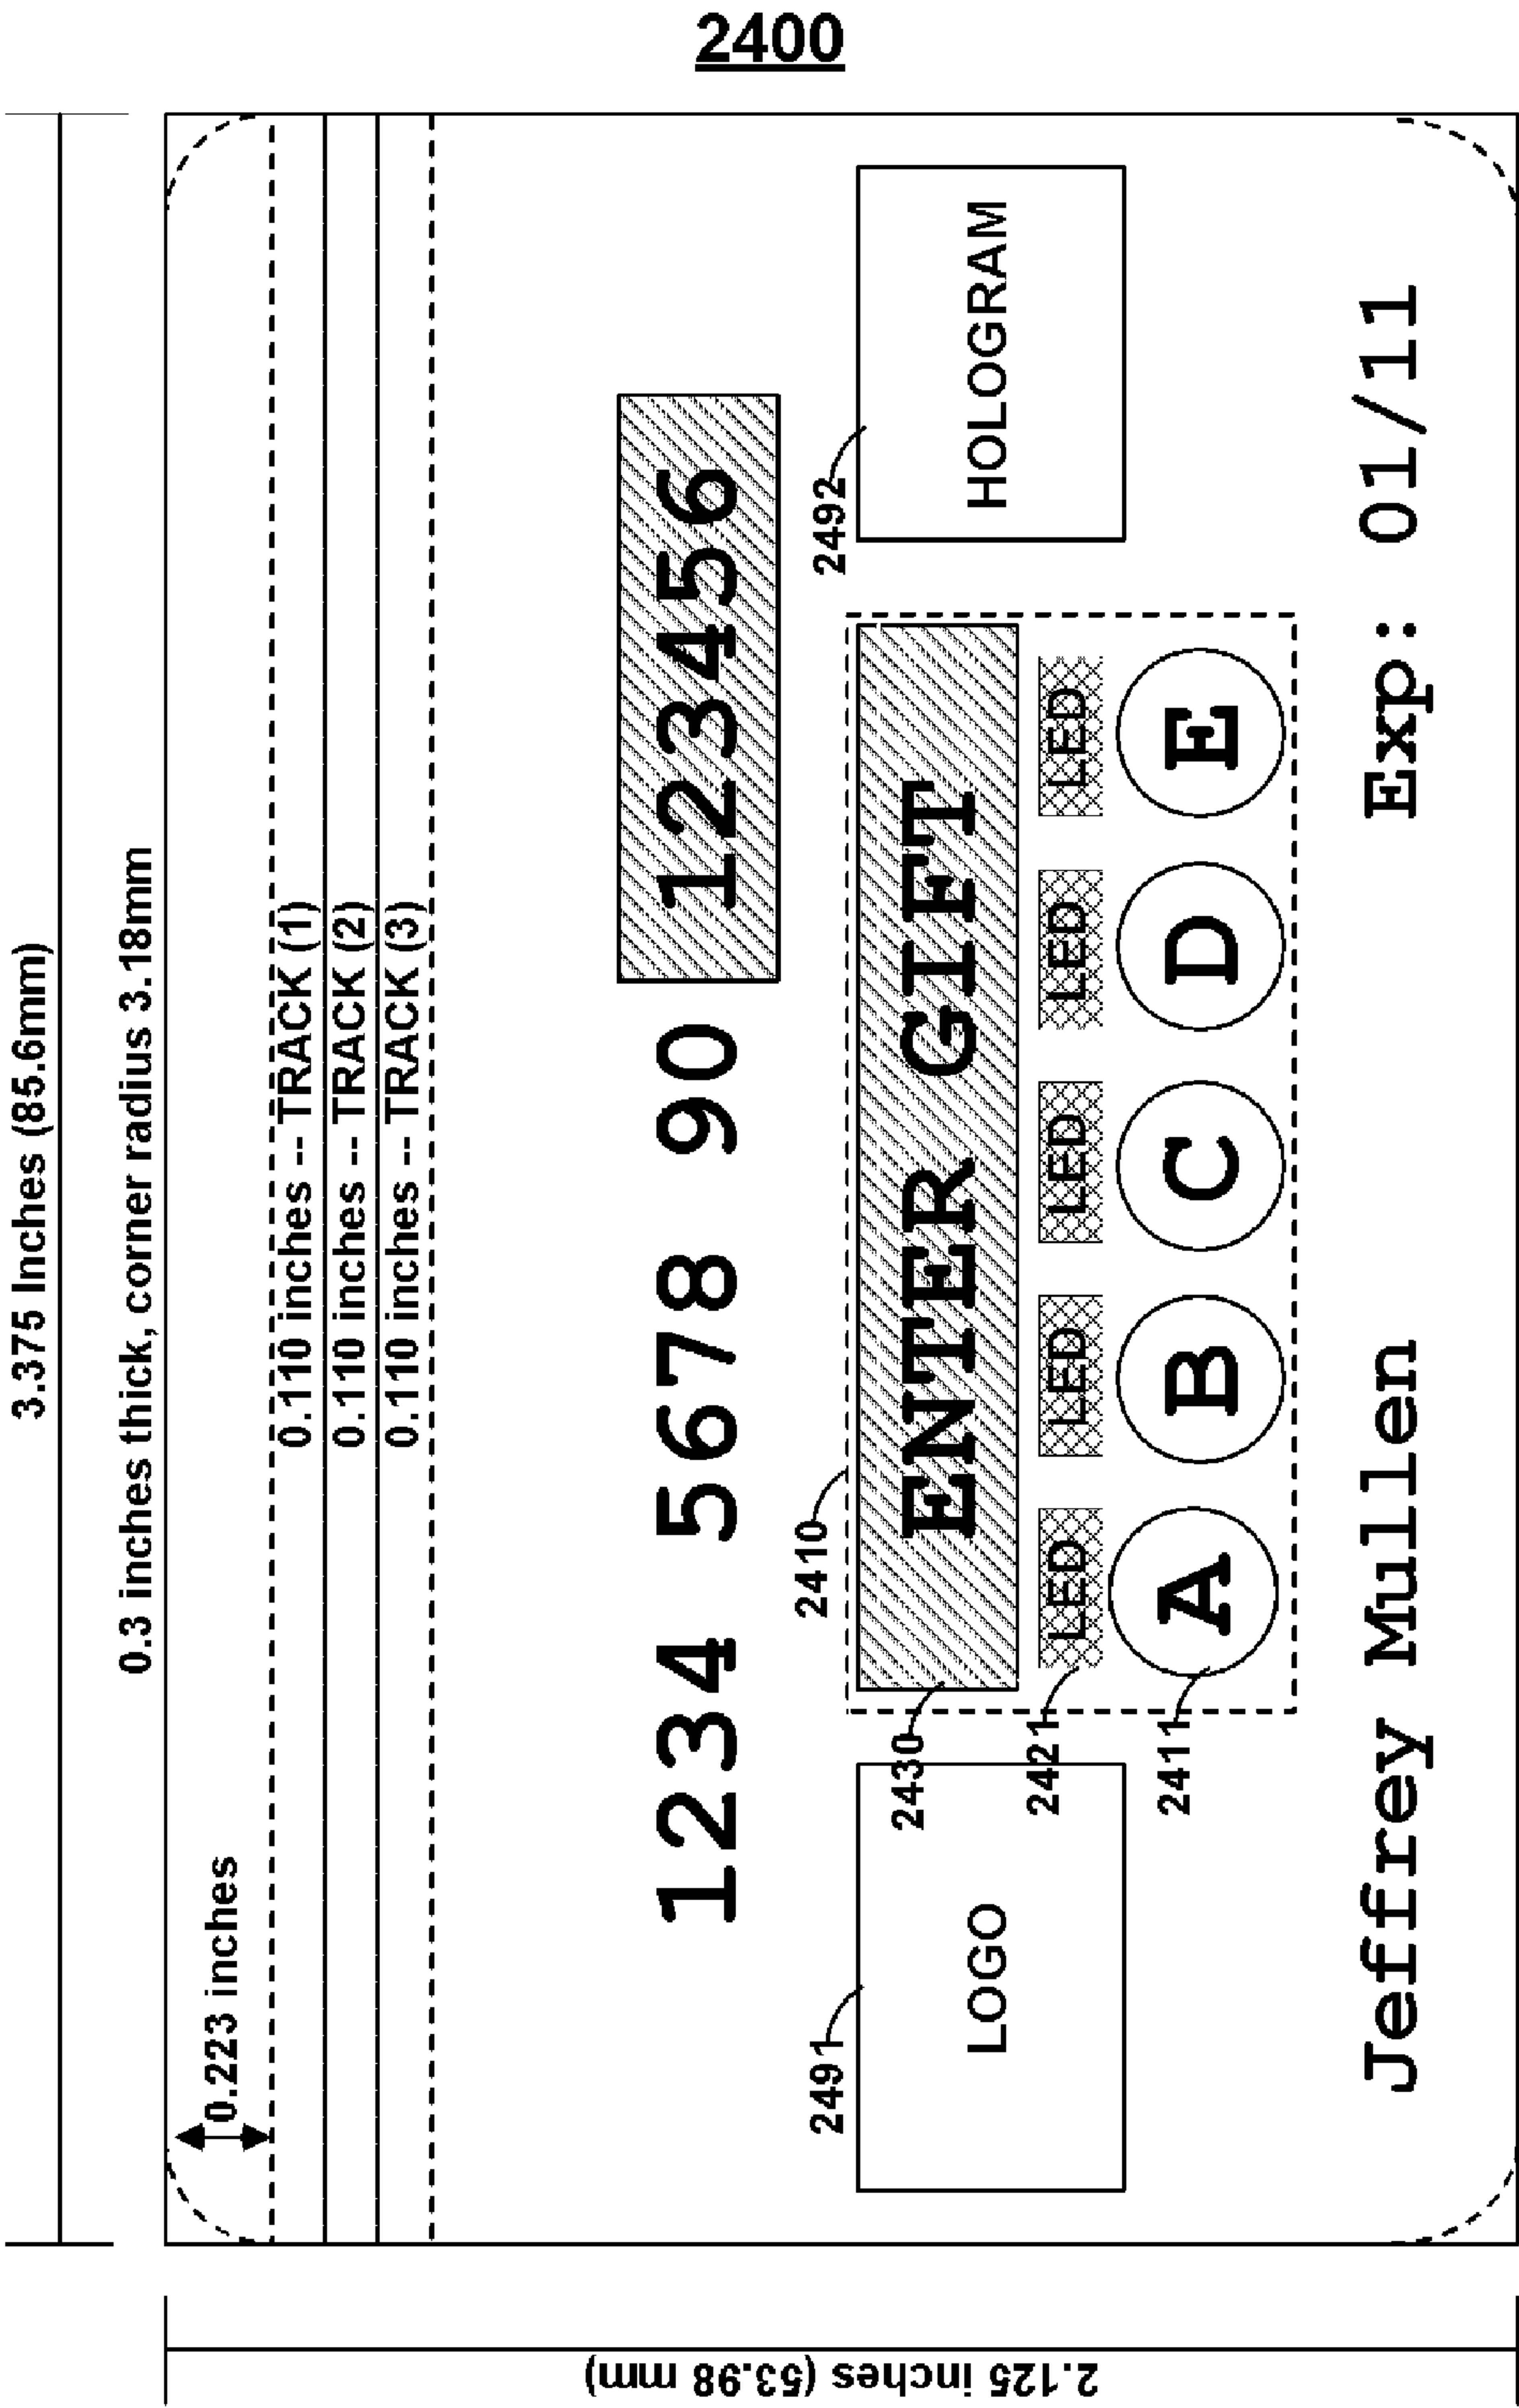 2400
3.375 Inches (85.6mm)
0.3 inches thick, corner radius 3.18mm
0.223 inches
0.110 inches -- TRACK (1)
0.110 inches -- TRACK (2)
0.110 inches -- TRACK (3)
2.125 inches (53.98 mm)
1234 5678 90 123456
2491
2410
2492
LOGO
ENTER GIFT
HOLOGRAM
2430
LED LED LED LED LED
2421
A B C D E
2411
Jeffrey Mullen Exp: 01/11